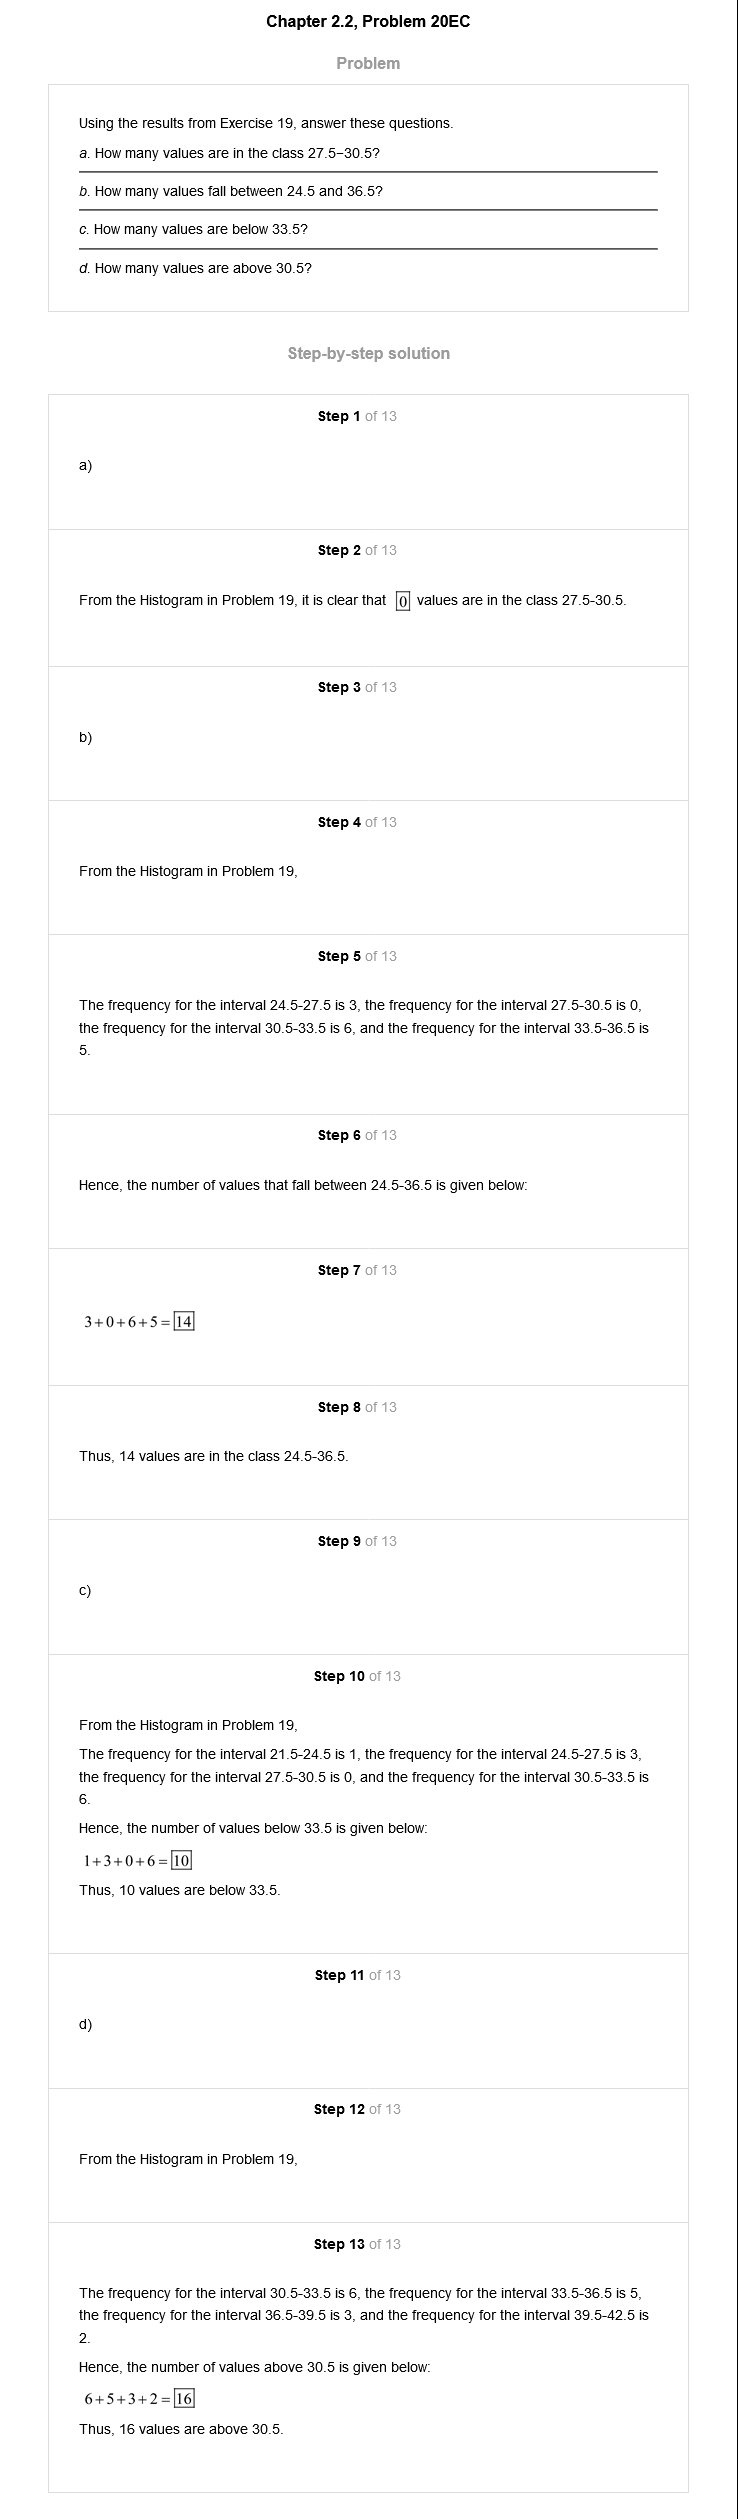 Chapter 2.2, Problem 20EC
Problem
Using the results from Exercise 19, answer these questions.
a. How many values are in the class 27.5–30.5?
b. How many values fall between 24.5 and 36.5?
c. How many values are below 33.5?
d. How many values are above 30.5?
Step-by-step solution
Step 1 of 13
a)
Step 2 of 13
From the Histogram in Problem 19, it is clear that 0 values are in the class 27.5-30.5.
Step 3 of 13
b)
Step 4 of 13
From the Histogram in Problem 19,
Step 5 of 13
The frequency for the interval 24.5-27.5 is 3, the frequency for the interval 27.5-30.5 is 0,
the frequency for the interval 30.5-33.5 is 6, and the frequency for the interval 33.5-36.5 is
5.
Step 6 of 13
Hence, the number of values that fall between 24.5-36.5 is given below:
Step 7 of 13
3+0+6+5=14
Step 8 of 13
Thus, 14 values are in the class 24.5-36.5.
Step 9 of 13
c)
Step 10 of 13
From the Histogram in Problem 19,
The frequency for the interval 21.5-24.5 is 1, the frequency for the interval 24.5-27.5 is 3,
the frequency for the interval 27.5-30.5 is 0, and the frequency for the interval 30.5-33.5 is
6.
Hence, the number of values below 33.5 is given below:
1+3+0+6=10
Thus, 10 values are below 33.5.
Step 11 of 13
d)
Step 12 of 13
From the Histogram in Problem 19,
Step 13 of 13
The frequency for the interval 30.5-33.5 is 6, the frequency for the interval 33.5-36.5 is 5,
the frequency for the interval 36.5-39.5 is 3, and the frequency for the interval 39.5-42.5 is
2.
Hence, the number of values above 30.5 is given below:
6+5+3+2=16
Thus, 16 values are above 30.5.